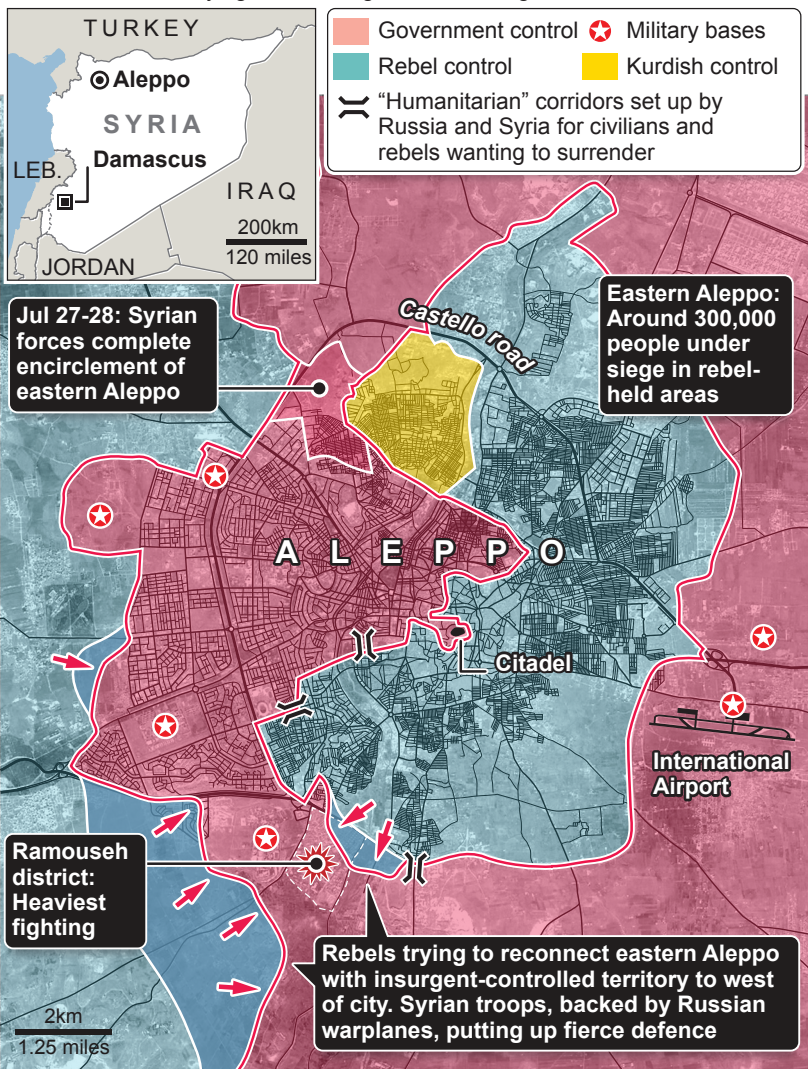 TURKEY
Aleppo
SYRIA
Damascus
LEB.
IRAQ
200km
120 miles
JORDAN
Government control
Military bases
Rebel control
Kurdish control
“Humanitarian” corridors set up by
Russia and Syria for civilians and
rebels wanting to surrender
Jul 27-28: Syrian
forces complete
encirclement of
eastern Aleppo
Castello road
Eastern Aleppo:
Around 300,000
people under
siege in rebel-
held areas
ALEPPO
Citadel
International
Airport
Ramouseh
district:
Heaviest
fighting
Rebels trying to reconnect eastern Aleppo
with insurgent-controlled territory to west
of city. Syrian troops, backed by Russian
warplanes, putting up fierce defence
2km
1.25 miles